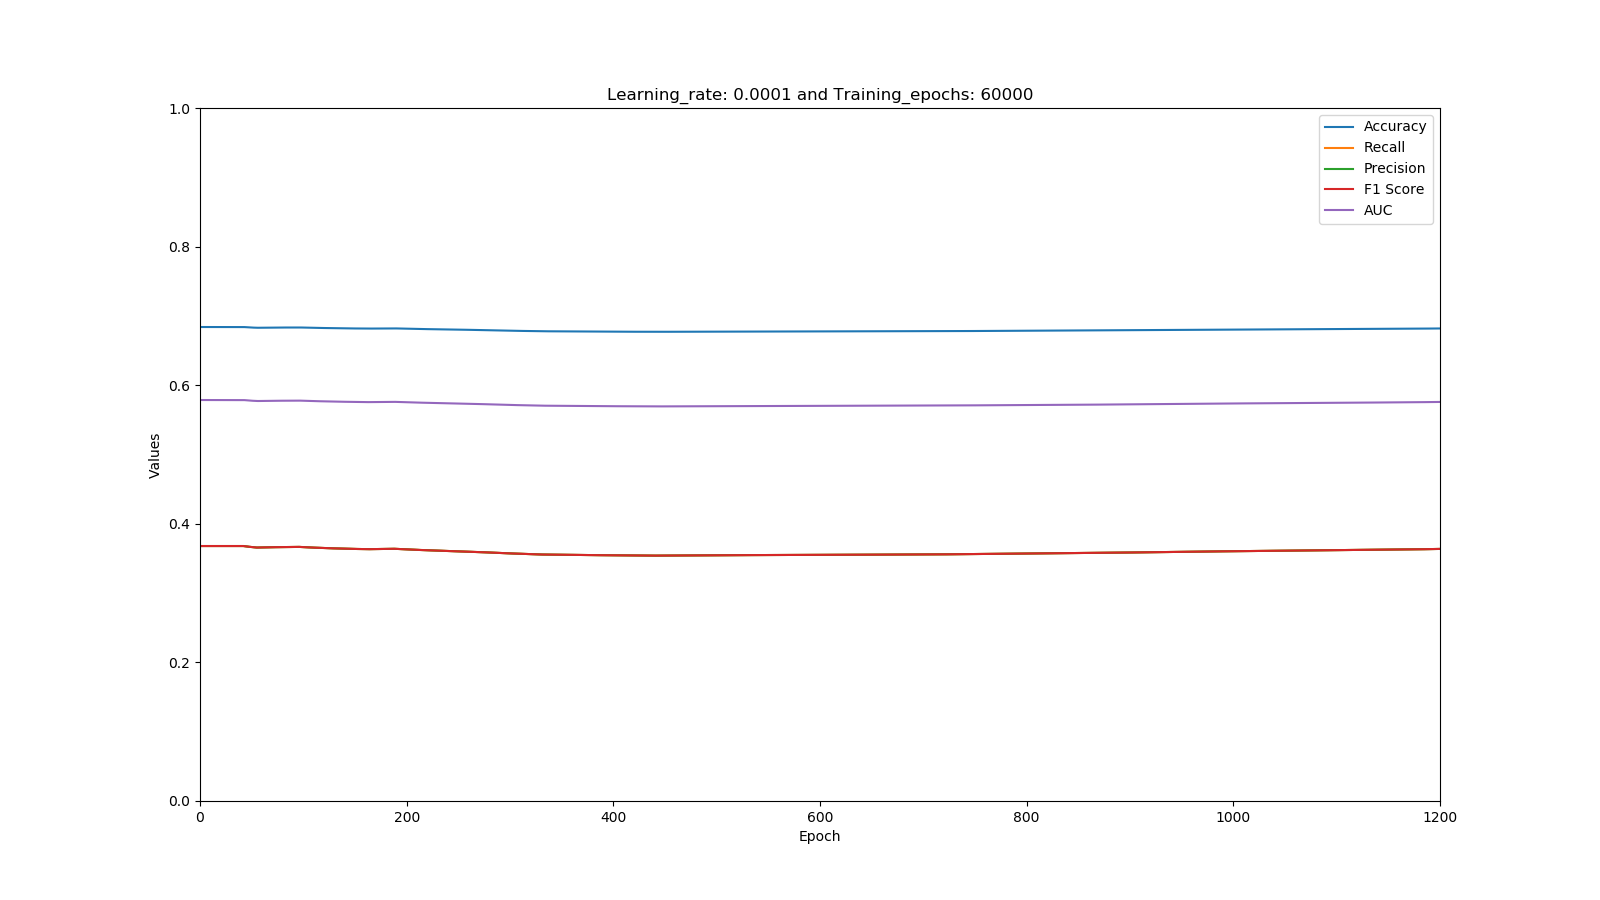 Learning_rate: 0.0001 and Training_epochs: 60000
1.0
0.8
0.6
0.4
0.2
0.0
Values
Accuracy
Recall
Precision
F1 Score
AUC
0 200 400 600 800 1000 1200
Epoch